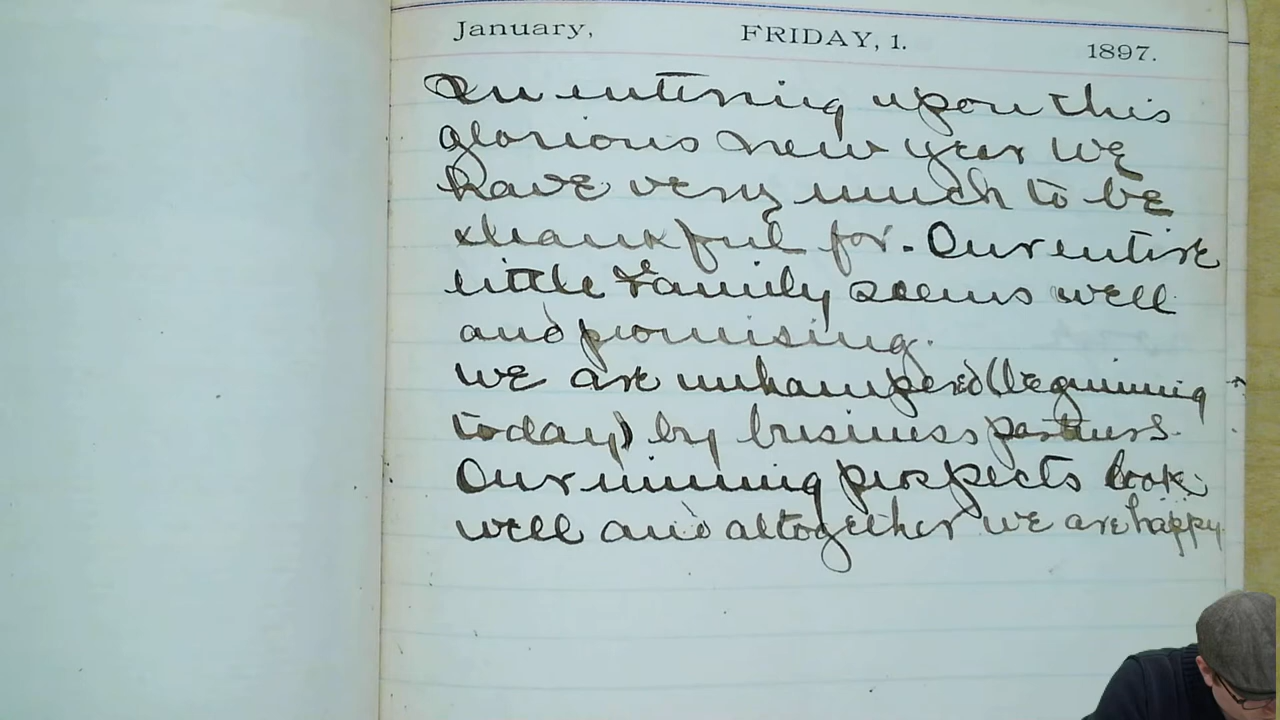 January, FRIDAY, 1. 1897.
On entering upon this
glorious new year we
have very much to be
thankful for. Our entire
little family seems well
and promising.
We are unhampered (beginning
today) by business partners.
Our mining prospects look
well and altogether we are happy